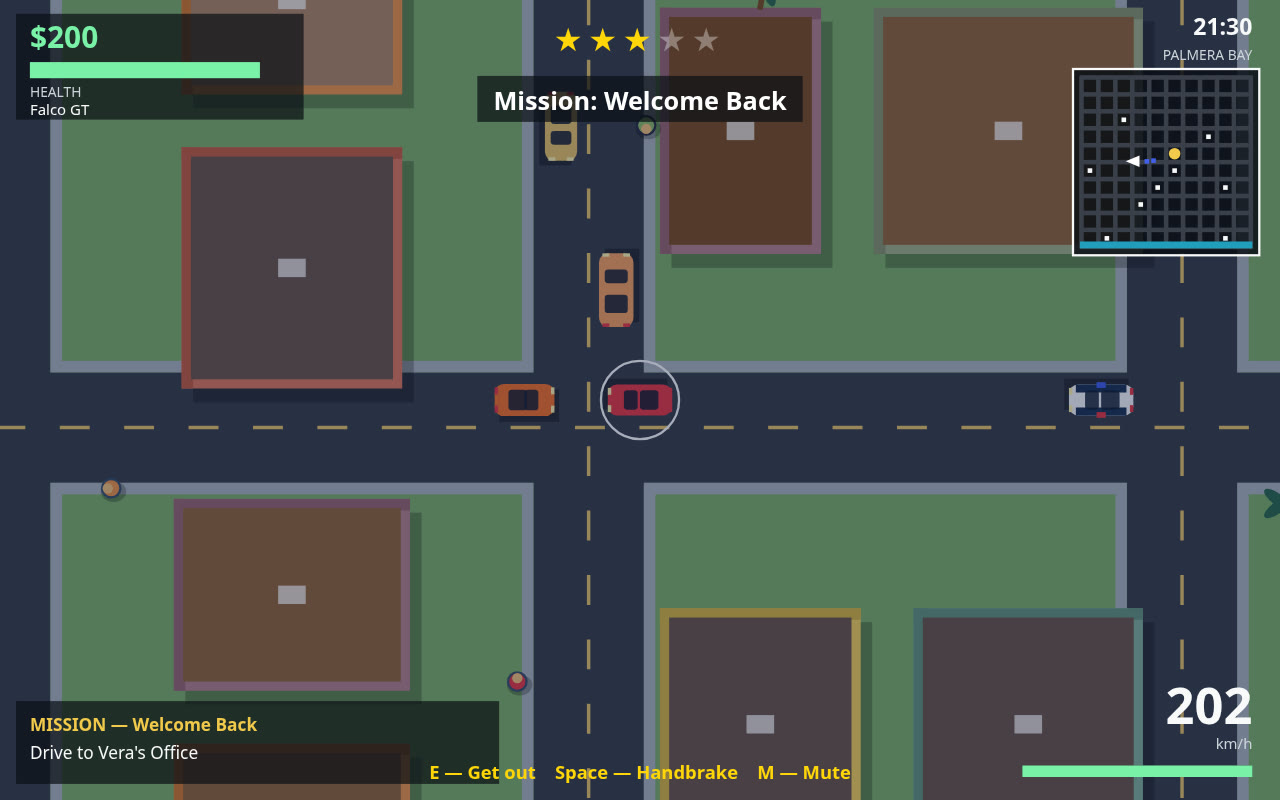 $200
HEALTH
Falco GT
Mission: Welcome Back
21:30
PALMERA BAY
MISSION — Welcome Back
Drive to Vera's Office
E — Get out Space — Handbrake M — Mute
202
km/h